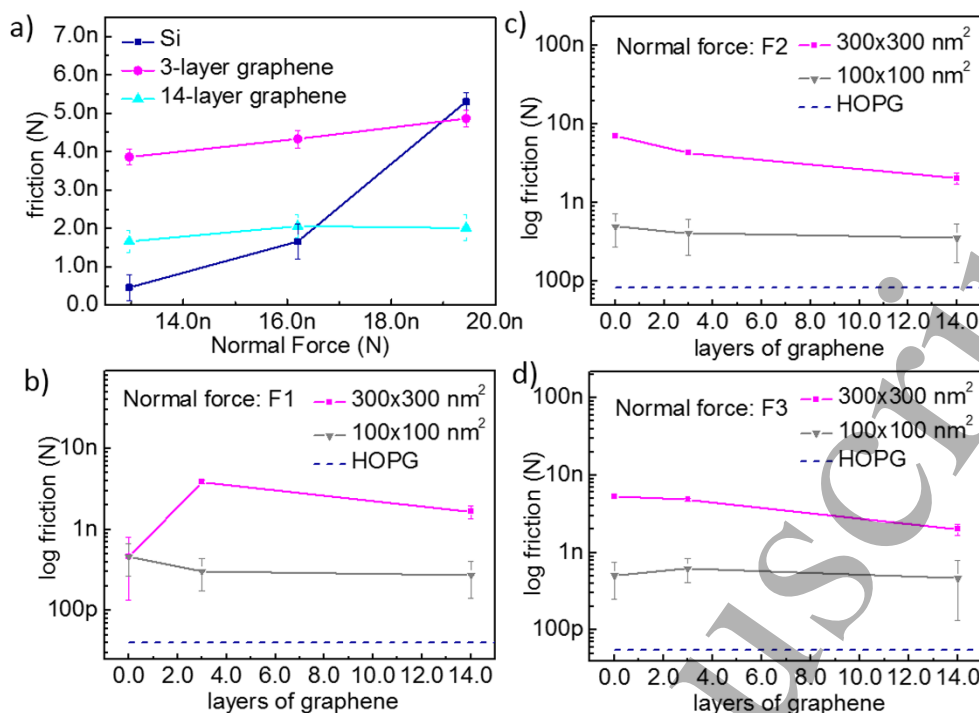 a)
7.0n
6.0n
5.0n
4.0n
3.0n
2.0n
1.0n
0.0
friction (N)
Si
3-layer graphene
14-layer graphene
14.0n 16.0n 18.0n 20.0n
Normal Force (N)
c)
Normal force: F2
300x300 nm²
100x100 nm²
HOPG
100n
10n
1n
100p
log friction (N)
0.0 2.0 4.0 6.0 8.0 10.0 12.0 14.0
layers of graphene
b)
Normal force: F1
300x300 nm²
100x100 nm²
HOPG
10n
1n
100p
log friction (N)
0.0 2.0 4.0 6.0 8.0 10.0 12.0 14.0
layers of graphene
d)
Normal force: F3
300x300 nm²
100x100 nm²
HOPG
100n
10n
1n
100p
log friction (N)
0.0 2.0 4.0 6.0 8.0 10.0 12.0 14.0
layers of graphene
uscri